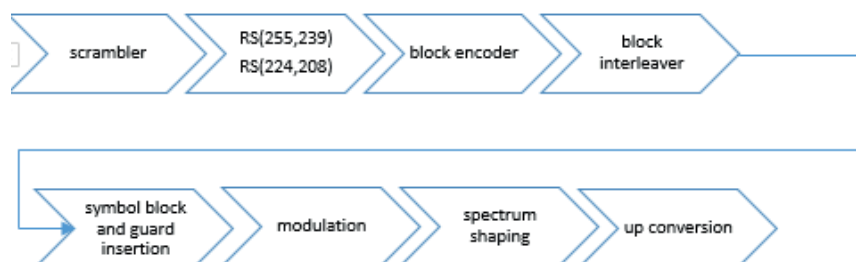 scrambler
RS(255,239)
RS(224,208)
block encoder
block
interleaver
symbol block
and guard
insertion
modulation
spectrum
shaping
up conversion